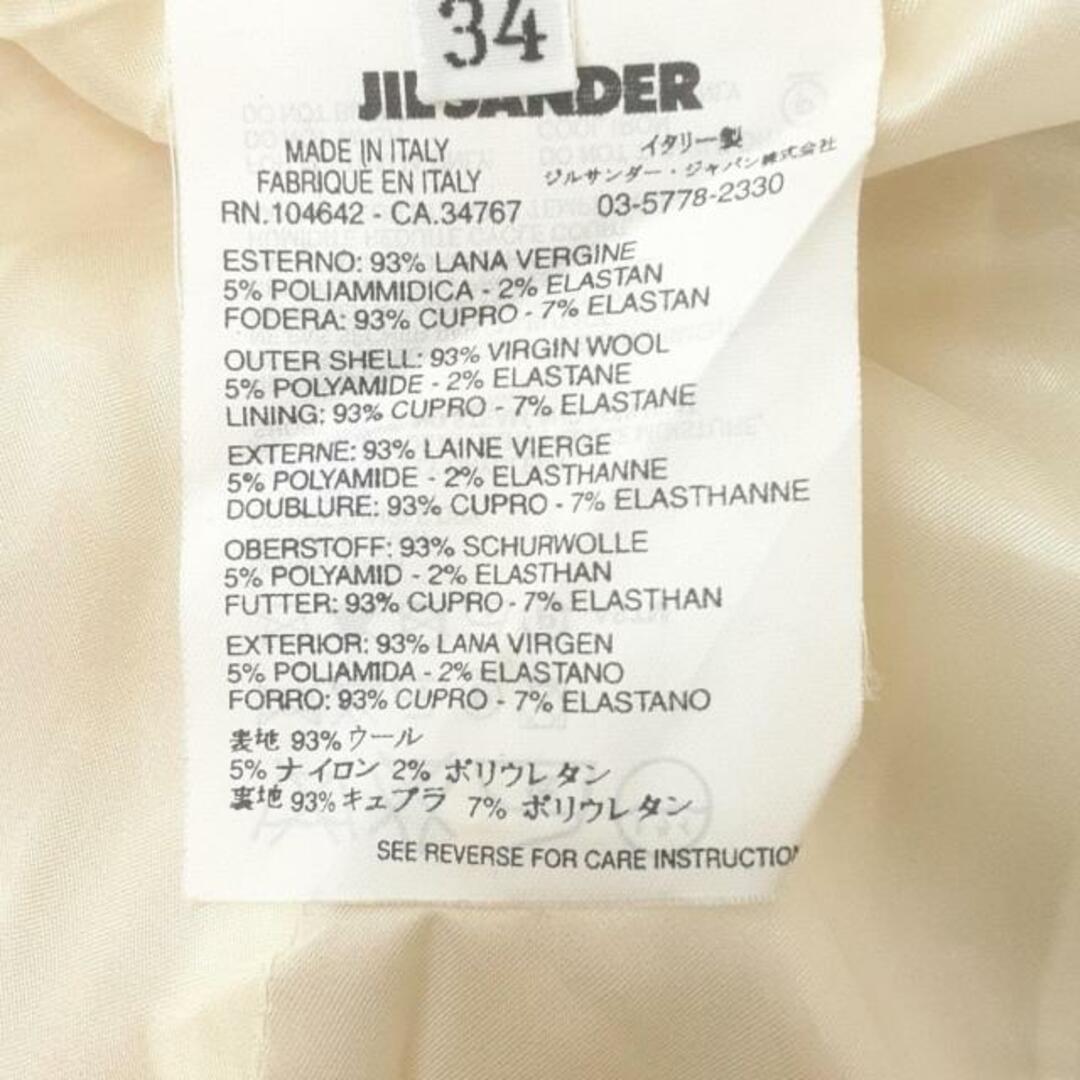 34
JIL SANDER
MADE IN ITALY
FABRIQUE EN ITALY
RN.104642 - CA.34767
イタリー製
ジルサンダー・ジャパン株式会社
03-5778-2330
ESTERNO: 93% LANA VERGINE
5% POLIAMMIDICA - 2% ELASTAN
FODERA: 93% CUPRO - 7% ELASTAN
OUTER SHELL: 93% VIRGIN WOOL
5% POLYAMIDE - 2% ELASTANE
LINING: 93% CUPRO - 7% ELASTANE
EXTERNE: 93% LAINE VIERGE
5% POLYAMIDE - 2% ELASTHANNE
DOUBLURE: 93% CUPRO - 7% ELASTHANNE
OBERSTOFF: 93% SCHURWOLLE
5% POLYAMID - 2% ELASTHAN
FUTTER: 93% CUPRO - 7% ELASTHAN
EXTERIOR: 93% LANA VIRGEN
5% POLIAMIDA - 2% ELASTANO
FORRO: 93% CUPRO - 7% ELASTANO
表地 93% ウール
5% ナイロン 2% ポリウレタン
裏地 93% キュプラ 7% ポリウレタン
SEE REVERSE FOR CARE INSTRUCTION